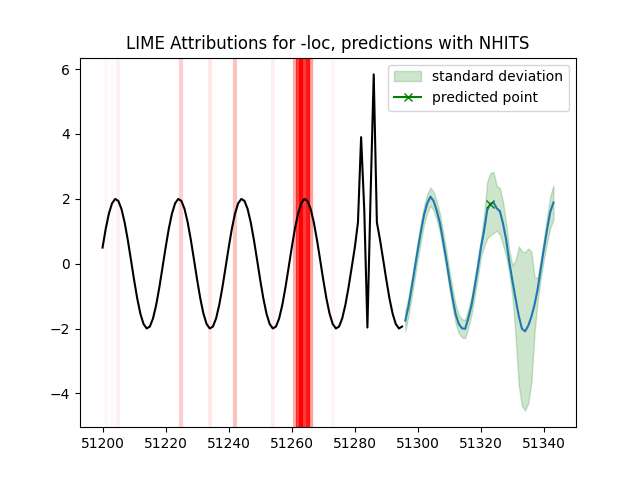 LIME Attributions for -loc, predictions with NHITS
standard deviation
predicted point
6
4
2
0
−2
−4
51200 51220 51240 51260 51280 51300 51320 51340